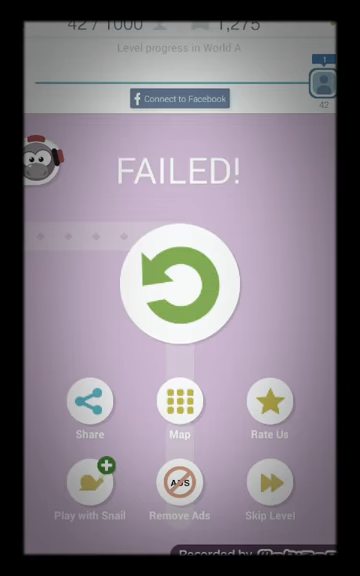 42 / 1000 1,275
Level progress in World A
1
Connect to Facebook
42
FAILED!
Share
Map
Rate Us
ADS
Play with Snail
Remove Ads
Skip Level
Recorded by